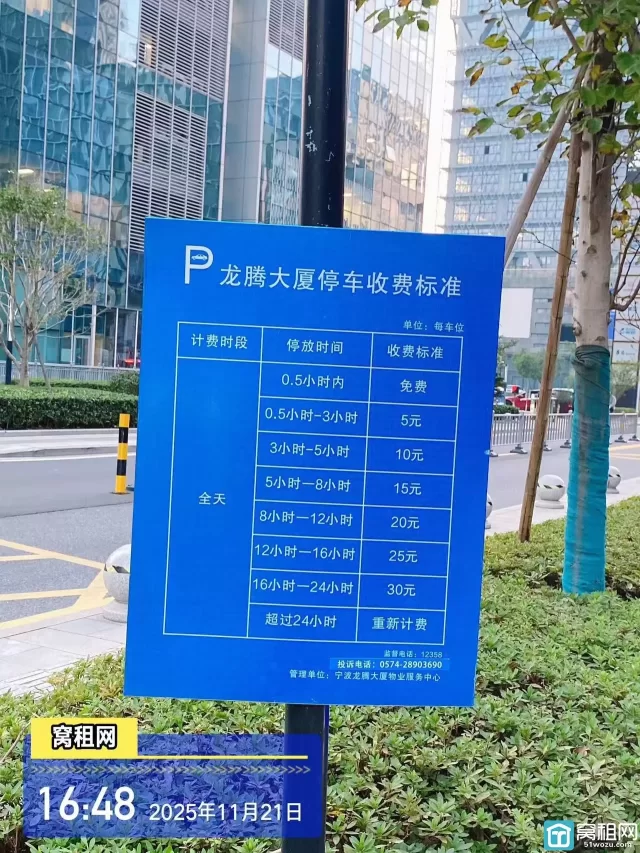 P 龙腾大厦停车收费标准
单位：每车位
计费时段 停放时间 收费标准
全天
0.5小时内 免费
0.5小时-3小时 5元
3小时-5小时 10元
5小时—8小时 15元
8小时—12小时 20元
12小时—16小时 25元
16小时—24小时 30元
超过24小时 重新计费
监督电话：12358
投诉电话：0574-28903690
管理单位：宁波龙腾大厦物业服务中心
窝租网
16:48 2025年11月21日
窝租网
51wozu.com